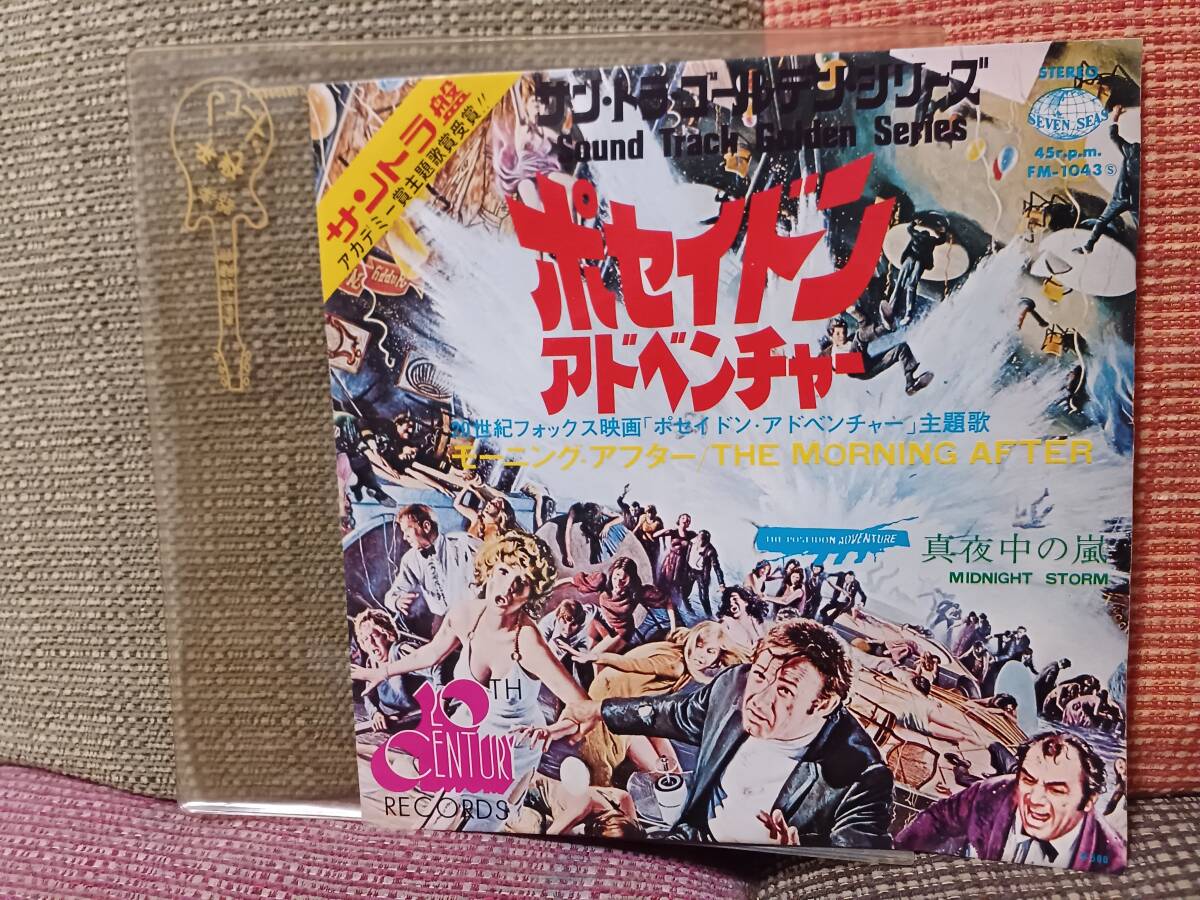 サントラ盤
アカデミー賞主題歌賞受賞!!
サン・トラ・ゴールデン・シリーズ
Sound Track Golden Series
STEREO
SEVEN SEAS
45r.p.m.
FM-1043 Ⓢ
ポセイドン
アドベンチャー
20世紀フォックス映画「ポセイドン・アドベンチャー」主題歌
モーニング・アフター/THE MORNING AFTER
THE POSEIDON ADVENTURE
真夜中の嵐
MIDNIGHT STORM
20TH
CENTURY
RECORDS
¥500